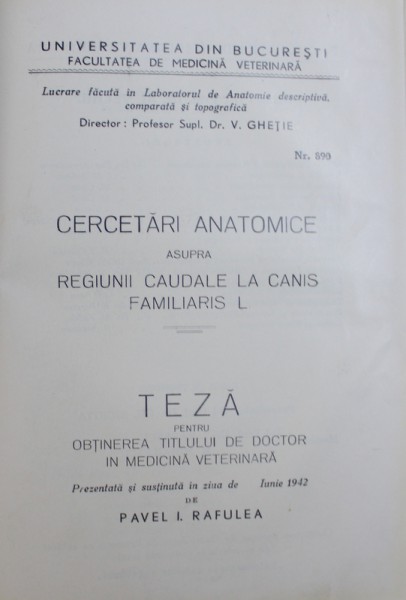 UNIVERSITATEA DIN BUCUREȘTI
FACULTATEA DE MEDICINĂ VETERINARĂ
Lucrare făcută în Laboratorul de Anatomie descriptivă,
comparată și topografică
Director: Profesor Supl. Dr. V. GHEȚIE
Nr. 590
CERCETĂRI ANATOMICE
ASUPRA
REGIUNII CAUDALE LA CANIS
FAMILIARIS L
TEZĂ
PENTRU
OBȚINEREA TITLULUI DE DOCTOR
IN MEDICINĂ VETERINARĂ
Prezentată și susținută în ziua de Iunie 1942
DE
PAVEL I. RAFULEA